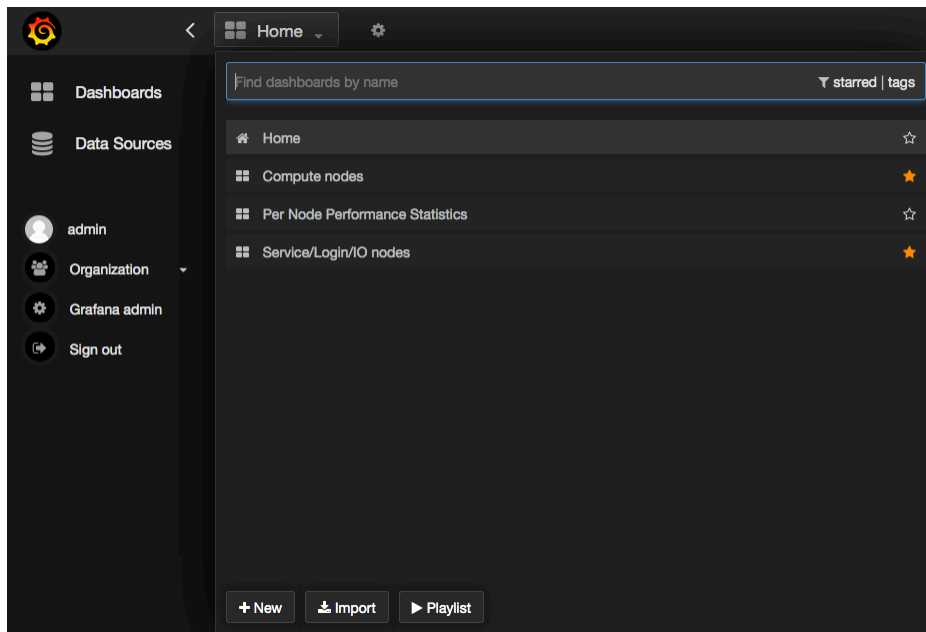 Home
Dashboards
Data Sources
admin
Organization
Grafana admin
Sign out
Find dashboards by name
starred | tags
Home
Compute nodes
Per Node Performance Statistics
Service/Login/IO nodes
New
Import
Playlist